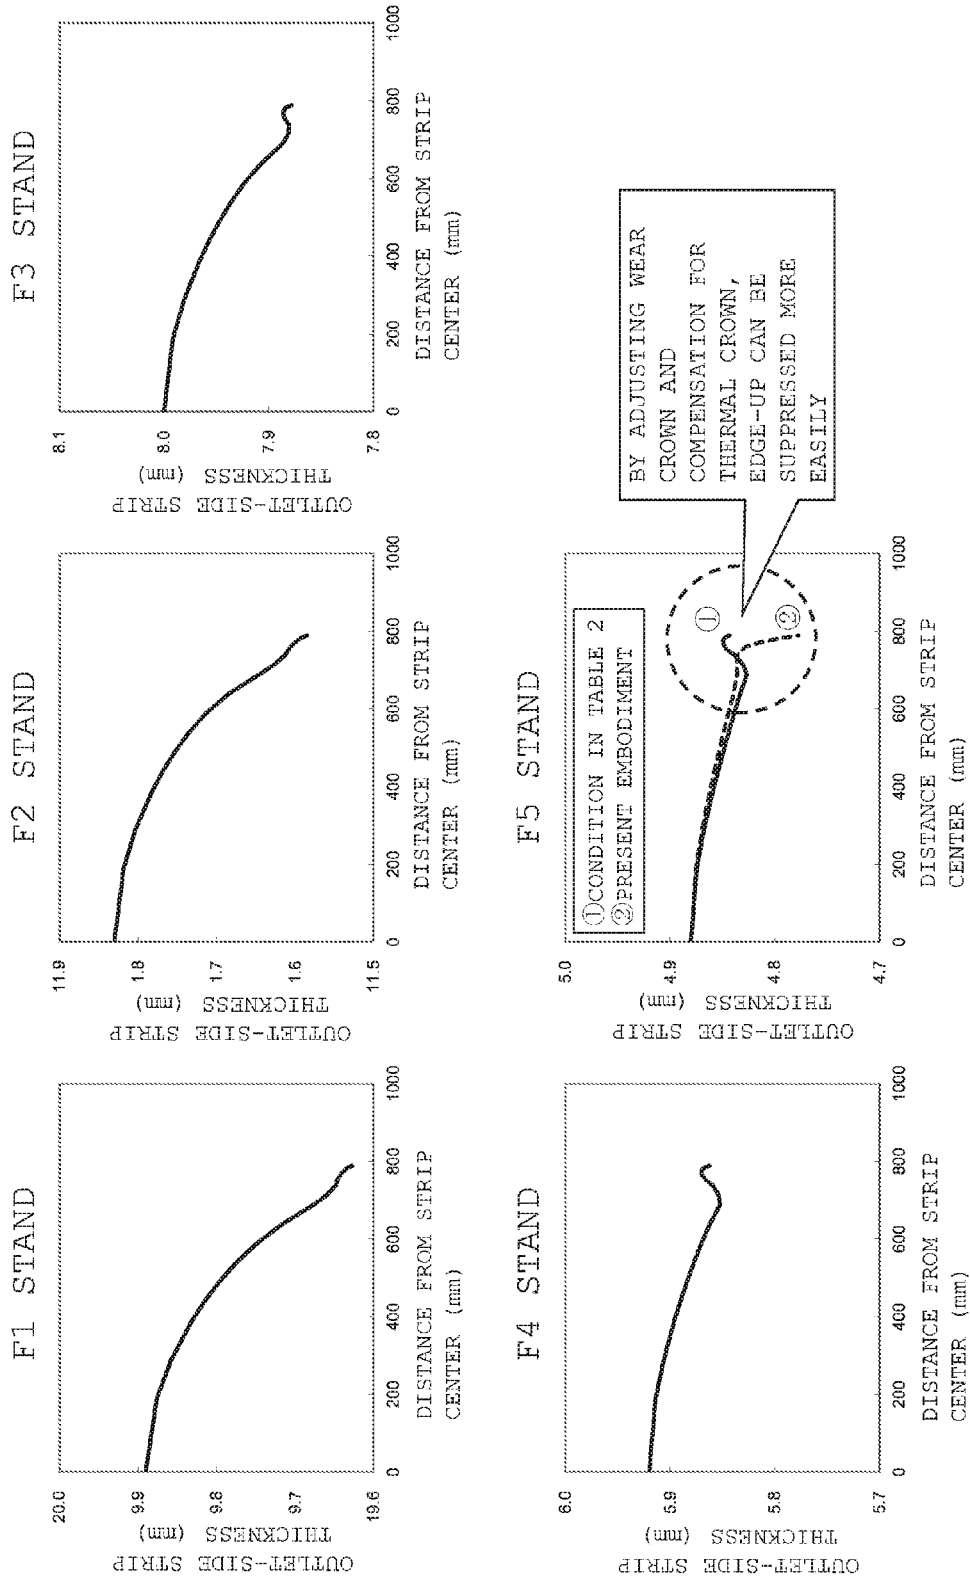 F1 STAND
20.0
9.9
9.8
9.7
19.6
OUTLET-SIDE STRIP
THICKNESS
(mm)
0
200
400
600
800
1000
DISTANCE FROM STRIP
CENTER (mm)
F2 STAND
11.9
1.8
1.7
1.6
11.5
OUTLET-SIDE STRIP
THICKNESS
(mm)
0
200
400
600
800
1000
DISTANCE FROM STRIP
CENTER (mm)
F3 STAND
8.1
8.0
7.9
7.8
OUTLET-SIDE STRIP
THICKNESS
(mm)
0
200
400
600
800
1000
DISTANCE FROM STRIP
CENTER (mm)
F4 STAND
6.0
5.9
5.8
5.7
OUTLET-SIDE STRIP
THICKNESS
(mm)
0
200
400
600
800
1000
DISTANCE FROM STRIP
CENTER (mm)
F5 STAND
5.0
4.9
4.8
4.7
OUTLET-SIDE STRIP
THICKNESS
(mm)
0
200
400
600
800
1000
DISTANCE FROM STRIP
CENTER (mm)
①CONDITION IN TABLE 2
②PRESENT EMBODIMENT
①
②
BY ADJUSTING WEAR
CROWN AND
COMPENSATION FOR
THERMAL CROWN,
EDGE-UP CAN BE
SUPPRESSED MORE
EASILY